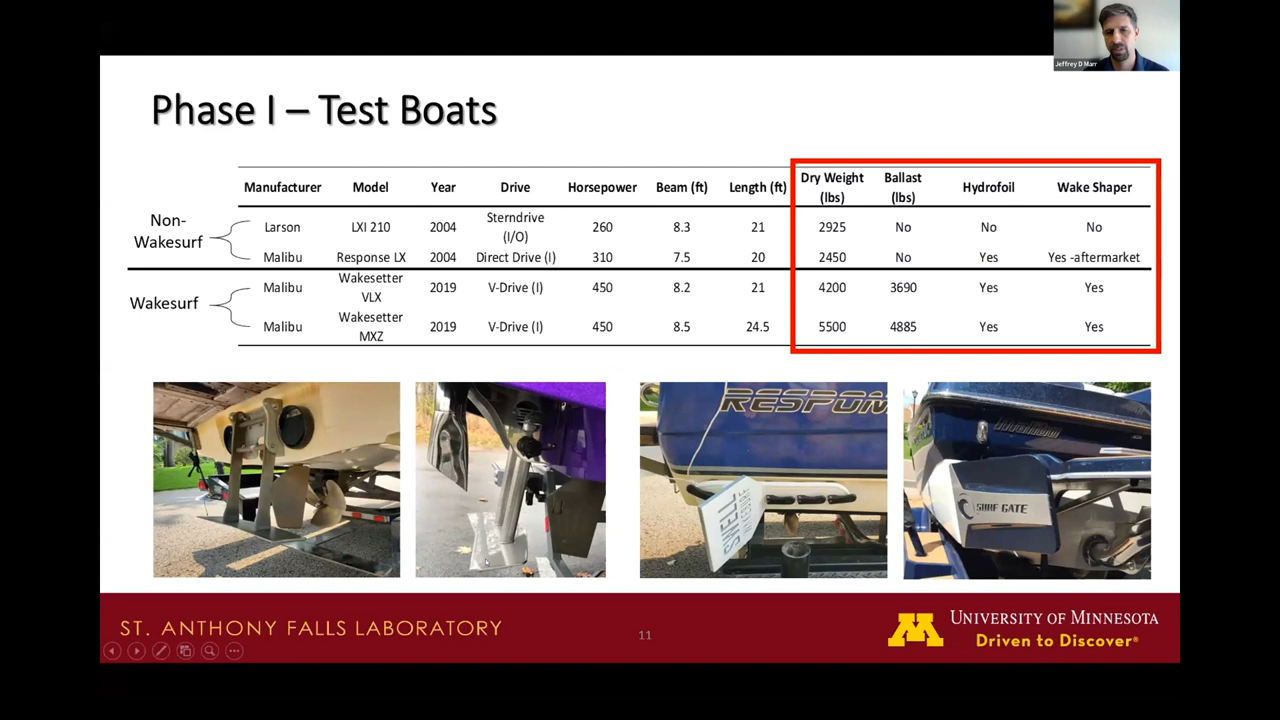 Jeffrey D Marr
Phase I – Test Boats
Manufacturer Model Year Drive Horsepower Beam (ft) Length (ft) Dry Weight (lbs) Ballast (lbs) Hydrofoil Wake Shaper
Non-Wakesurf
Larson LXI 210 2004 Sterndrive (I/O) 260 8.3 21 2925 No No No
Malibu Response LX 2004 Direct Drive (I) 310 7.5 20 2450 No Yes Yes -aftermarket
Wakesurf
Malibu Wakesetter VLX 2019 V-Drive (I) 450 8.2 21 4200 3690 Yes Yes
Malibu Wakesetter MXZ 2019 V-Drive (I) 450 8.5 24.5 5500 4885 Yes Yes
RESPON
SWELL
WAKESURF
SURF GATE
ST. ANTHONY FALLS LABORATORY
11
M
UNIVERSITY OF MINNESOTA
Driven to Discover®